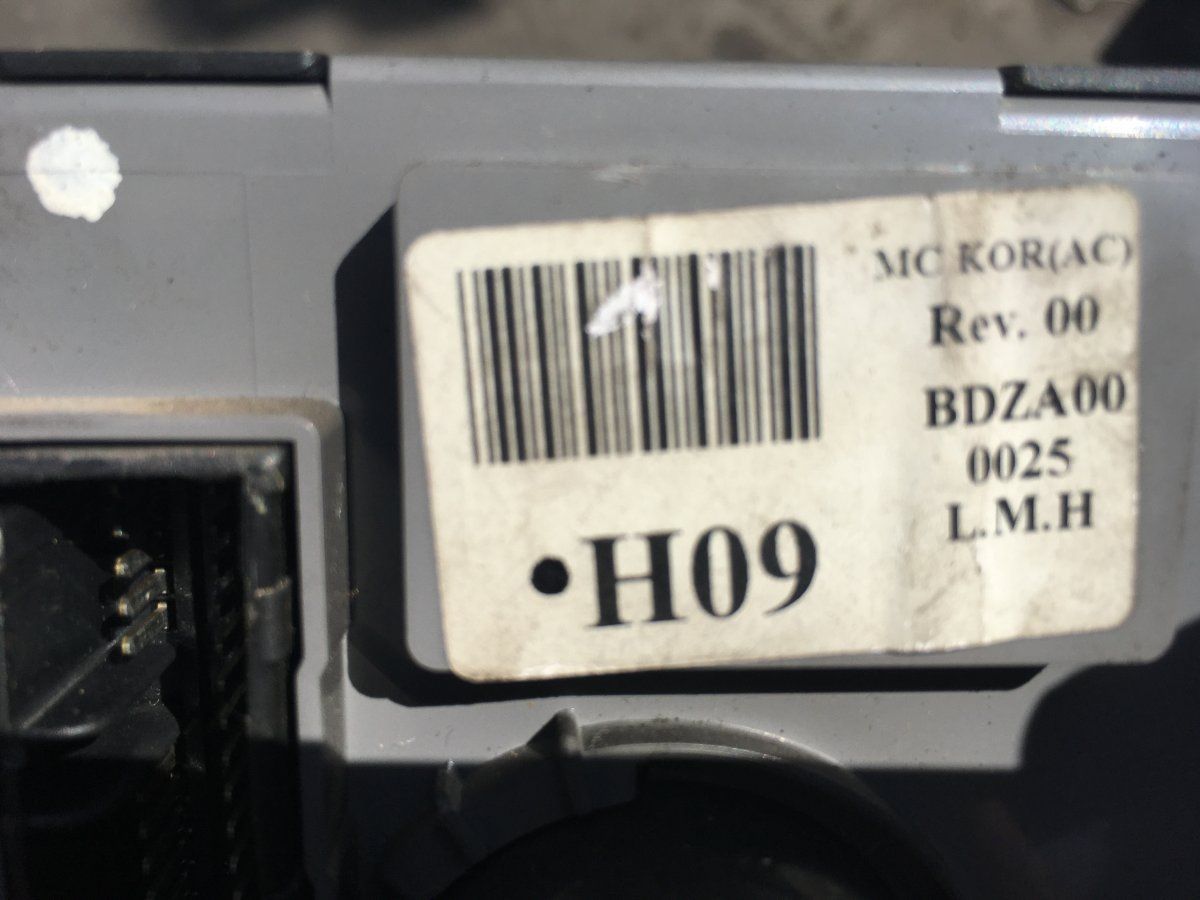 MC KOR(AC)
Rev. 00
BDZA00
0025
L.M.H
•H09